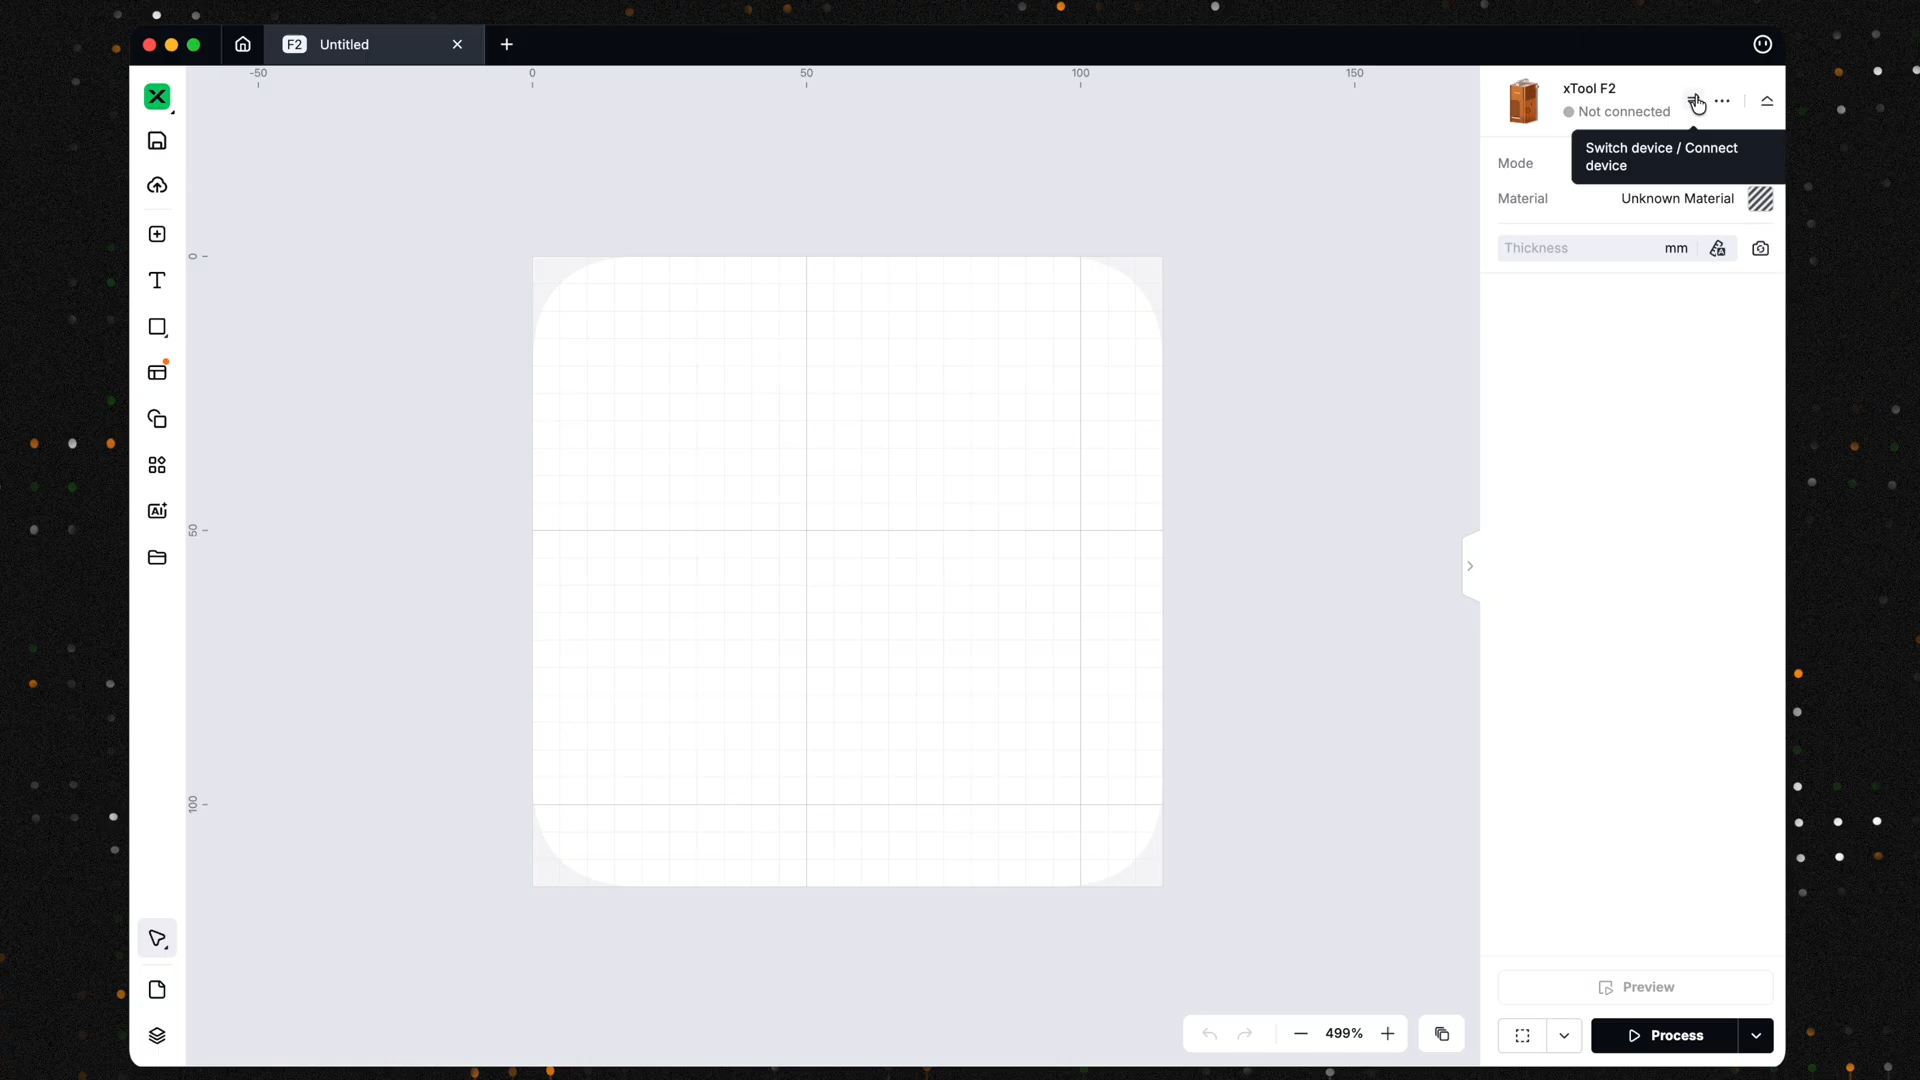 F2 Untitled
-50 0 50 100 150
xTool F2
Not connected
Switch device / Connect
device
Mode
Material Unknown Material
Thickness mm
0
50
100
T
AI
Preview
499%
Process